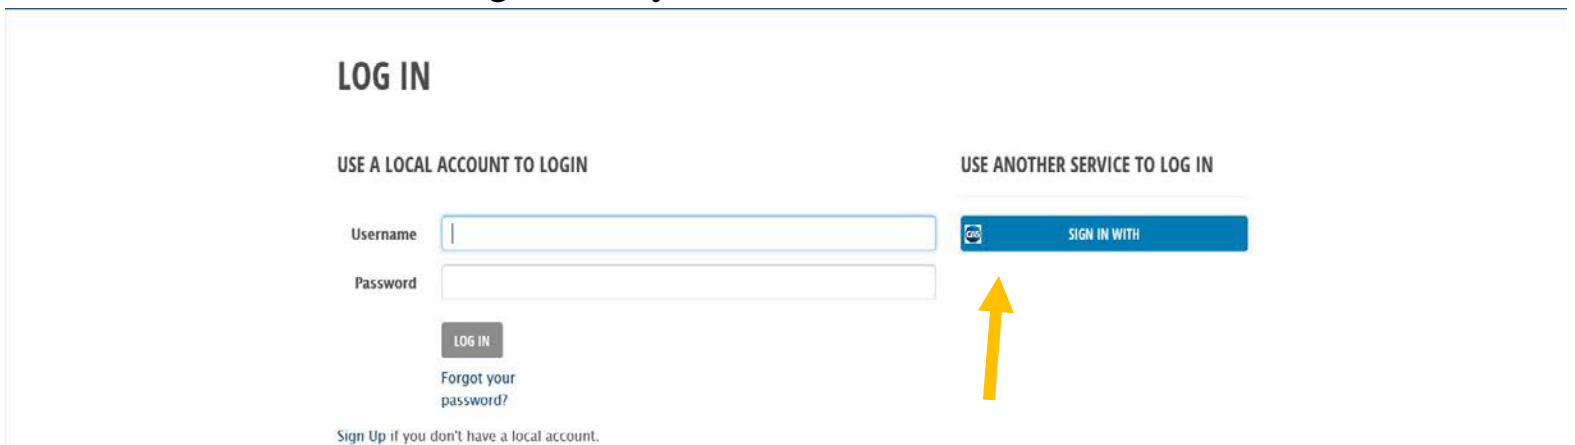 LOG IN
USE A LOCAL ACCOUNT TO LOGIN
Username
Password
LOG IN
Forgot your
password?
Sign Up if you don't have a local account.
USE ANOTHER SERVICE TO LOG IN
CAS SIGN IN WITH